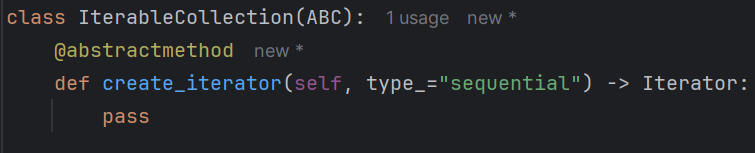 class IterableCollection(ABC): 1 usage new *
    @abstractmethod new *
    def create_iterator(self, type_="sequential") -> Iterator:
        pass